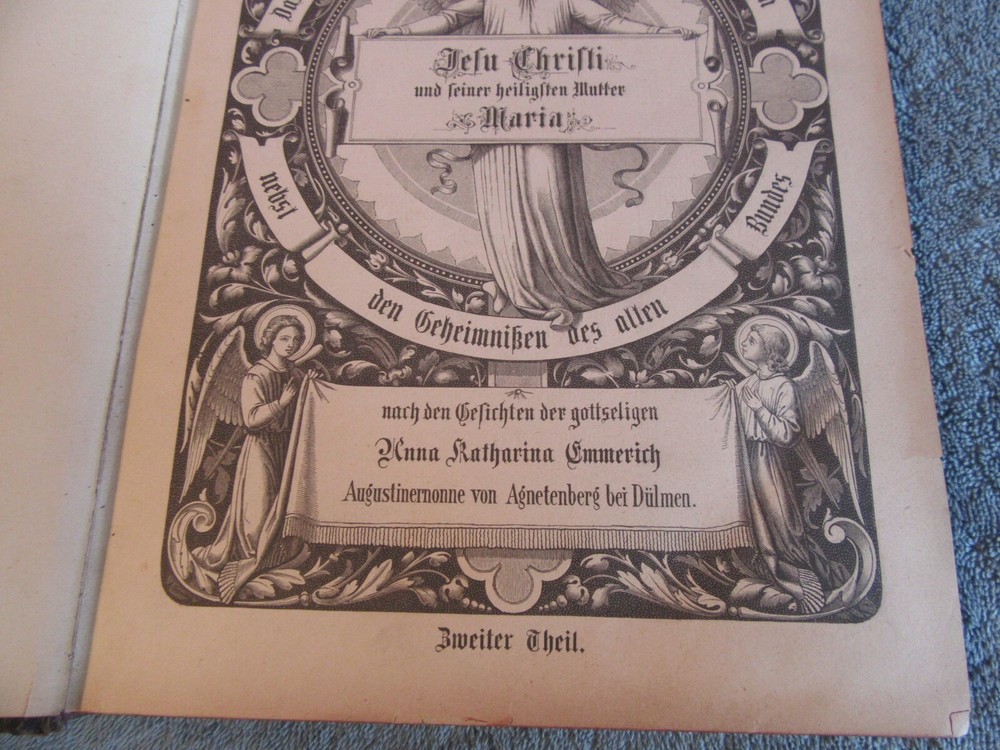 Jesu Christi
und seiner heiligsten Mutter
Maria
nebst
den Geheimnißen des alten
Bundes
nach den Gesichten der gottseligen
Anna Katharina Emmerich
Augustinernonne von Agnetenberg bei Dülmen.
Zweiter Theil.